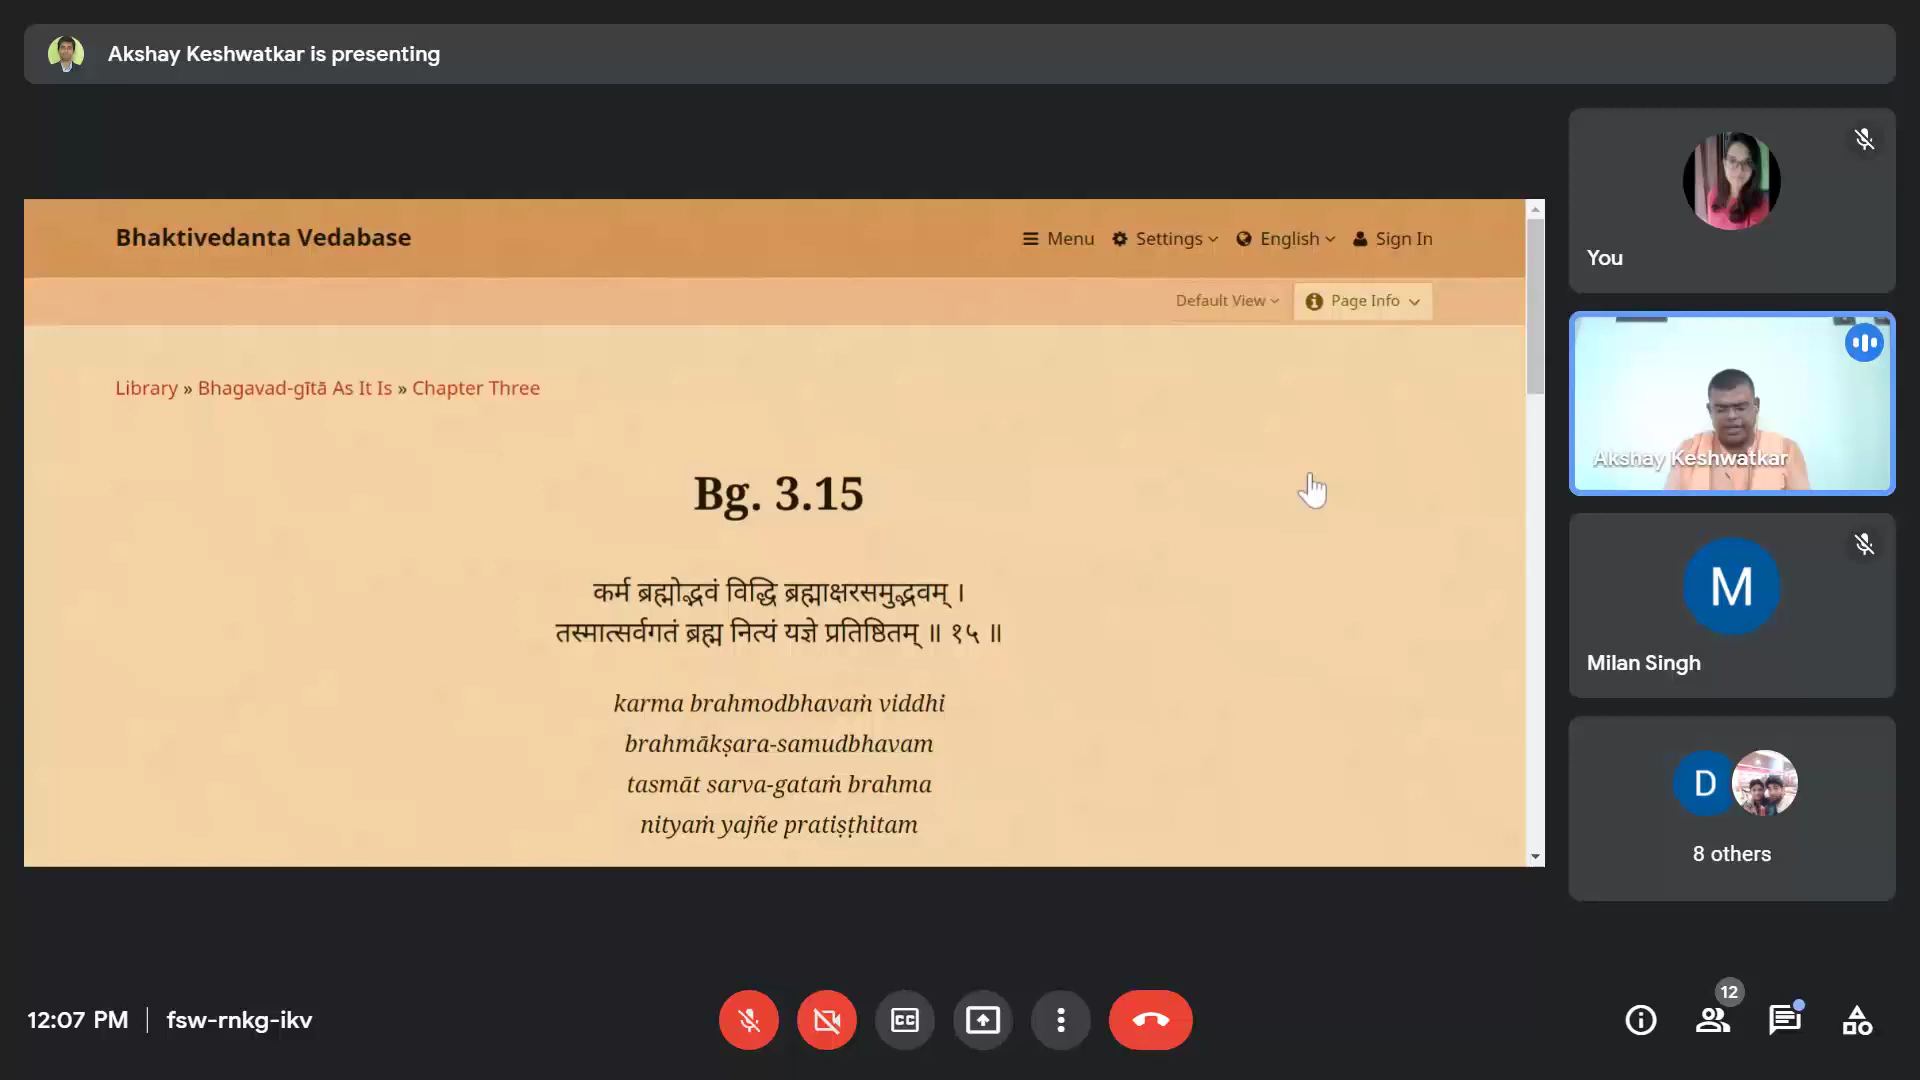 Akshay Keshwatkar is presenting
Bhaktivedanta Vedabase
Menu Settings English Sign In
Default View Page Info
Library » Bhagavad-gītā As It Is » Chapter Three
Bg. 3.15
कर्म ब्रह्मोद्भवं विद्धि ब्रह्माक्षरसमुद्भवम् ।
तस्मात्सर्वगतं ब्रह्म नित्यं यज्ञे प्रतिष्ठितम् ॥ १५ ॥
karma brahmodbhavaṁ viddhi
brahmākṣara-samudbhavam
tasmāt sarva-gataṁ brahma
nityaṁ yajñe pratiṣṭhitam
You
Akshay Keshwatkar
M
Milan Singh
D
8 others
12:07 PM fsw-rnkg-ikv
CC
12